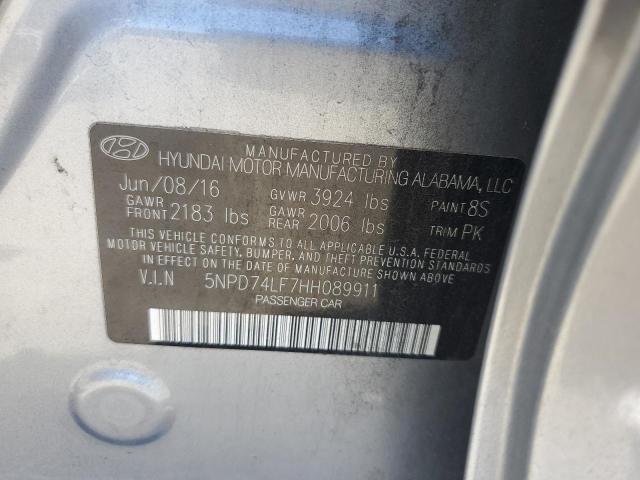 MANUFACTURED BY
HYUNDAI MOTOR MANUFACTURING ALABAMA, LLC
Jun/08/16 GVWR 3924 lbs PAINT 8S
GAWR FRONT 2183 lbs GAWR REAR 2006 lbs TRIM PK
THIS VEHICLE CONFORMS TO ALL APPLICABLE U.S.A. FEDERAL
MOTOR VEHICLE SAFETY, BUMPER, AND THEFT PREVENTION STANDARDS
IN EFFECT ON THE DATE OF MANUFACTURE SHOWN ABOVE.
V.I.N 5NPD74LF7HH089911
PASSENGER CAR